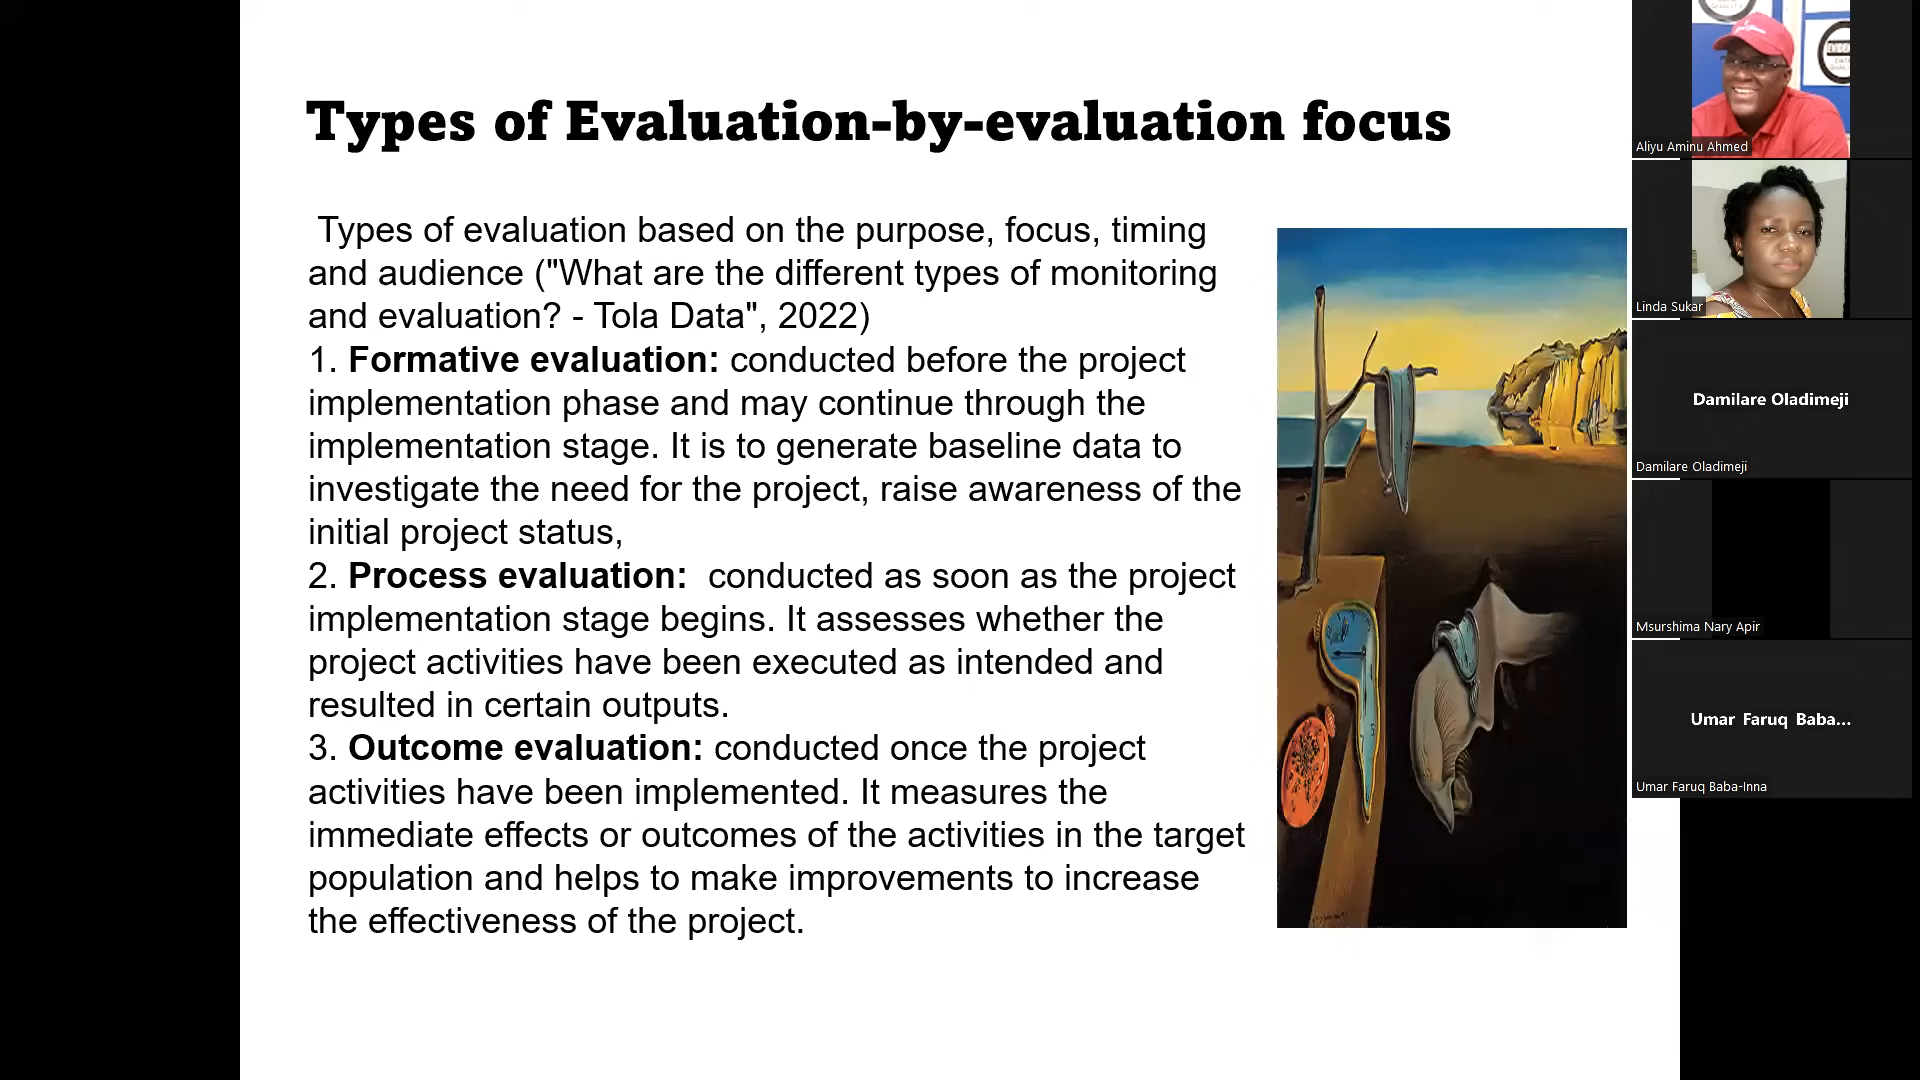 Types of Evaluation-by-evaluation focus
Types of evaluation based on the purpose, focus, timing
and audience ("What are the different types of monitoring
and evaluation? - Tola Data", 2022)
1. Formative evaluation: conducted before the project
implementation phase and may continue through the
implementation stage. It is to generate baseline data to
investigate the need for the project, raise awareness of the
initial project status,
2. Process evaluation:  conducted as soon as the project
implementation stage begins. It assesses whether the
project activities have been executed as intended and
resulted in certain outputs.
3. Outcome evaluation: conducted once the project
activities have been implemented. It measures the
immediate effects or outcomes of the activities in the target
population and helps to make improvements to increase
the effectiveness of the project.
Aliyu Aminu Ahmed
Linda Sukar
Damilare Oladimeji
Damilare Oladimeji
Msurshima Nary Apir
Umar Faruq Baba...
Umar Faruq Baba-Inna